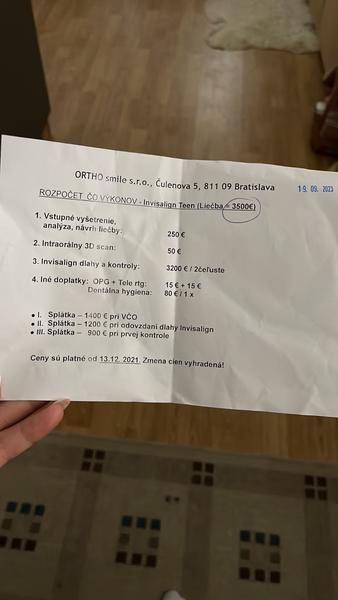 ORTHO smile s.r.o., Čulenova 5, 811 09 Bratislava
19. 09. 2023
ROZPOČET ČO VÝKONOV - Invisalign Teen (Liečba = 3500€)
1. Vstupné vyšetrenie,
analýza, návrh liečby: 250 €
2. Intraorálny 3D scan: 50 €
3. Invisalign dlahy a kontroly: 3200 € / 2čeľuste
4. Iné doplatky: OPG + Tele rtg: 15 € + 15 €
Dentálna hygiena: 80 € / 1 x
• I. Splátka – 1400 € pri VČO
• II. Splátka – 1200 € pri odovzdaní dlahy Invisalign
• III. Splátka – 900 € pri prvej kontrole
Ceny sú platné od 13.12. 2021. Zmena cien vyhradená!